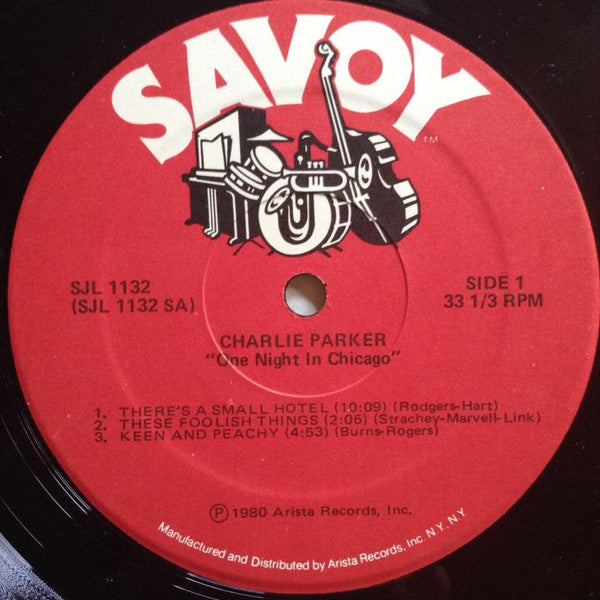 SAVOY
TM
SJL 1132
(SJL 1132 SA)
SIDE 1
33 1/3 RPM
CHARLIE PARKER
"One Night In Chicago"
1. THERE'S A SMALL HOTEL (10:09) (Rodgers-Hart)
2. THESE FOOLISH THINGS (2:06) (Strachey-Marvell-Link)
3. KEEN AND PEACHY (4:53) (Burns-Rogers)
Ⓟ 1980 Arista Records, Inc.
Manufactured and Distributed by Arista Records, Inc. N.Y. N.Y.